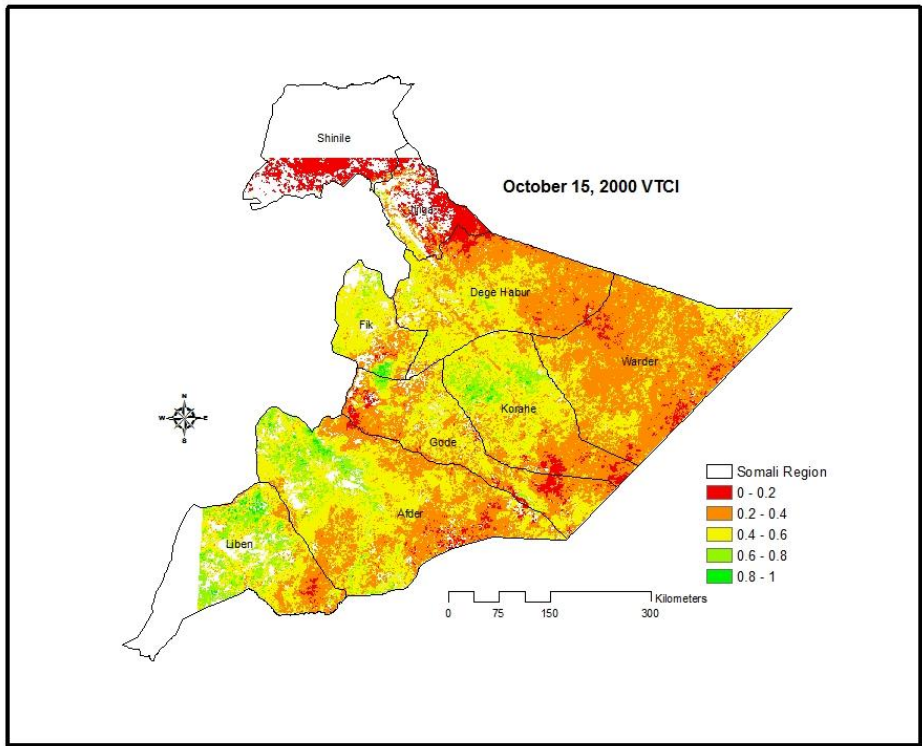 Shinile
October 15, 2000 VTCI
Jijiga
Dege Habur
Fik
Warder
Korahe
N
W E
S
Gode
Somali Region
0 - 0.2
0.2 - 0.4
Afder
0.4 - 0.6
Liben
0.6 - 0.8
0.8 - 1
Kilometers
0 75 150 300